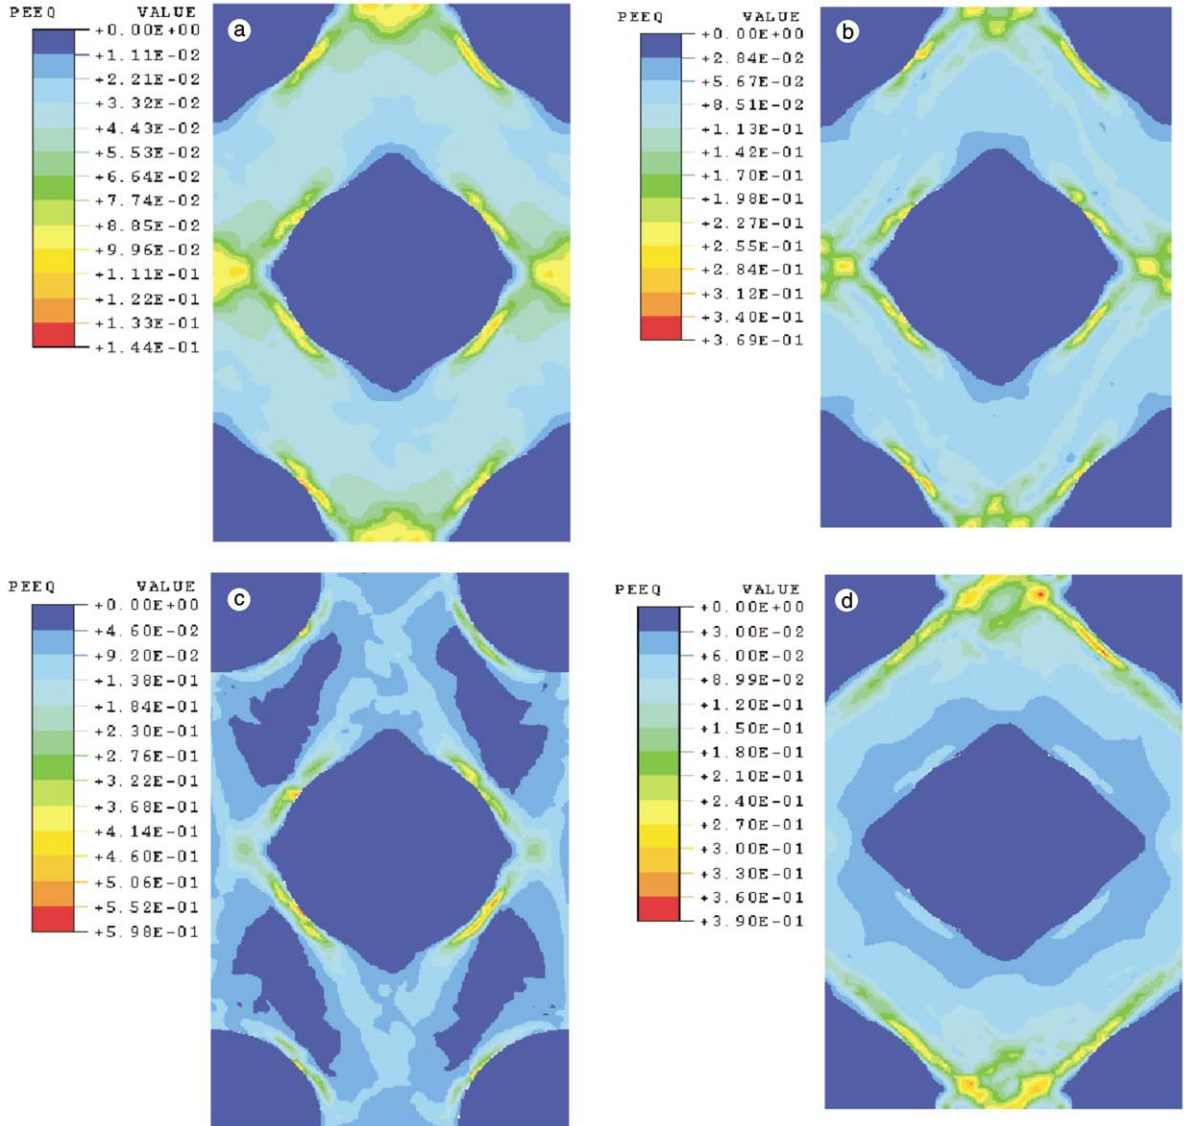 PEEQ VALUE
+0.00E+00
+1.11E-02
+2.21E-02
+3.32E-02
+4.43E-02
+5.53E-02
+6.64E-02
+7.74E-02
+8.85E-02
+9.96E-02
+1.11E-01
+1.22E-01
+1.33E-01
+1.44E-01
a
PEEQ VALUE
+0.00E+00
+2.84E-02
+5.67E-02
+8.51E-02
+1.13E-01
+1.42E-01
+1.70E-01
+1.98E-01
+2.27E-01
+2.55E-01
+2.84E-01
+3.12E-01
+3.40E-01
+3.69E-01
b
PEEQ VALUE
+0.00E+00
+4.60E-02
+9.20E-02
+1.38E-01
+1.84E-01
+2.30E-01
+2.76E-01
+3.22E-01
+3.68E-01
+4.14E-01
+4.60E-01
+5.06E-01
+5.52E-01
+5.98E-01
c
PEEQ VALUE
+0.00E+00
+3.00E-02
+6.00E-02
+8.99E-02
+1.20E-01
+1.50E-01
+1.80E-01
+2.10E-01
+2.40E-01
+2.70E-01
+3.00E-01
+3.30E-01
+3.60E-01
+3.90E-01
d